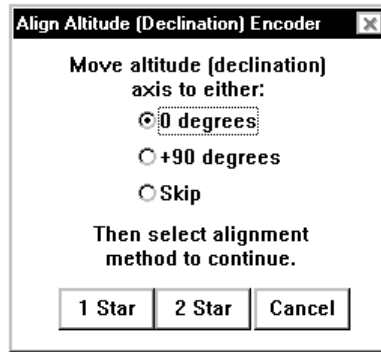 Align Altitude (Declination) Encoder
Move altitude (declination)
axis to either:
0 degrees
+90 degrees
Skip
Then select alignment
method to continue.
1 Star 2 Star Cancel